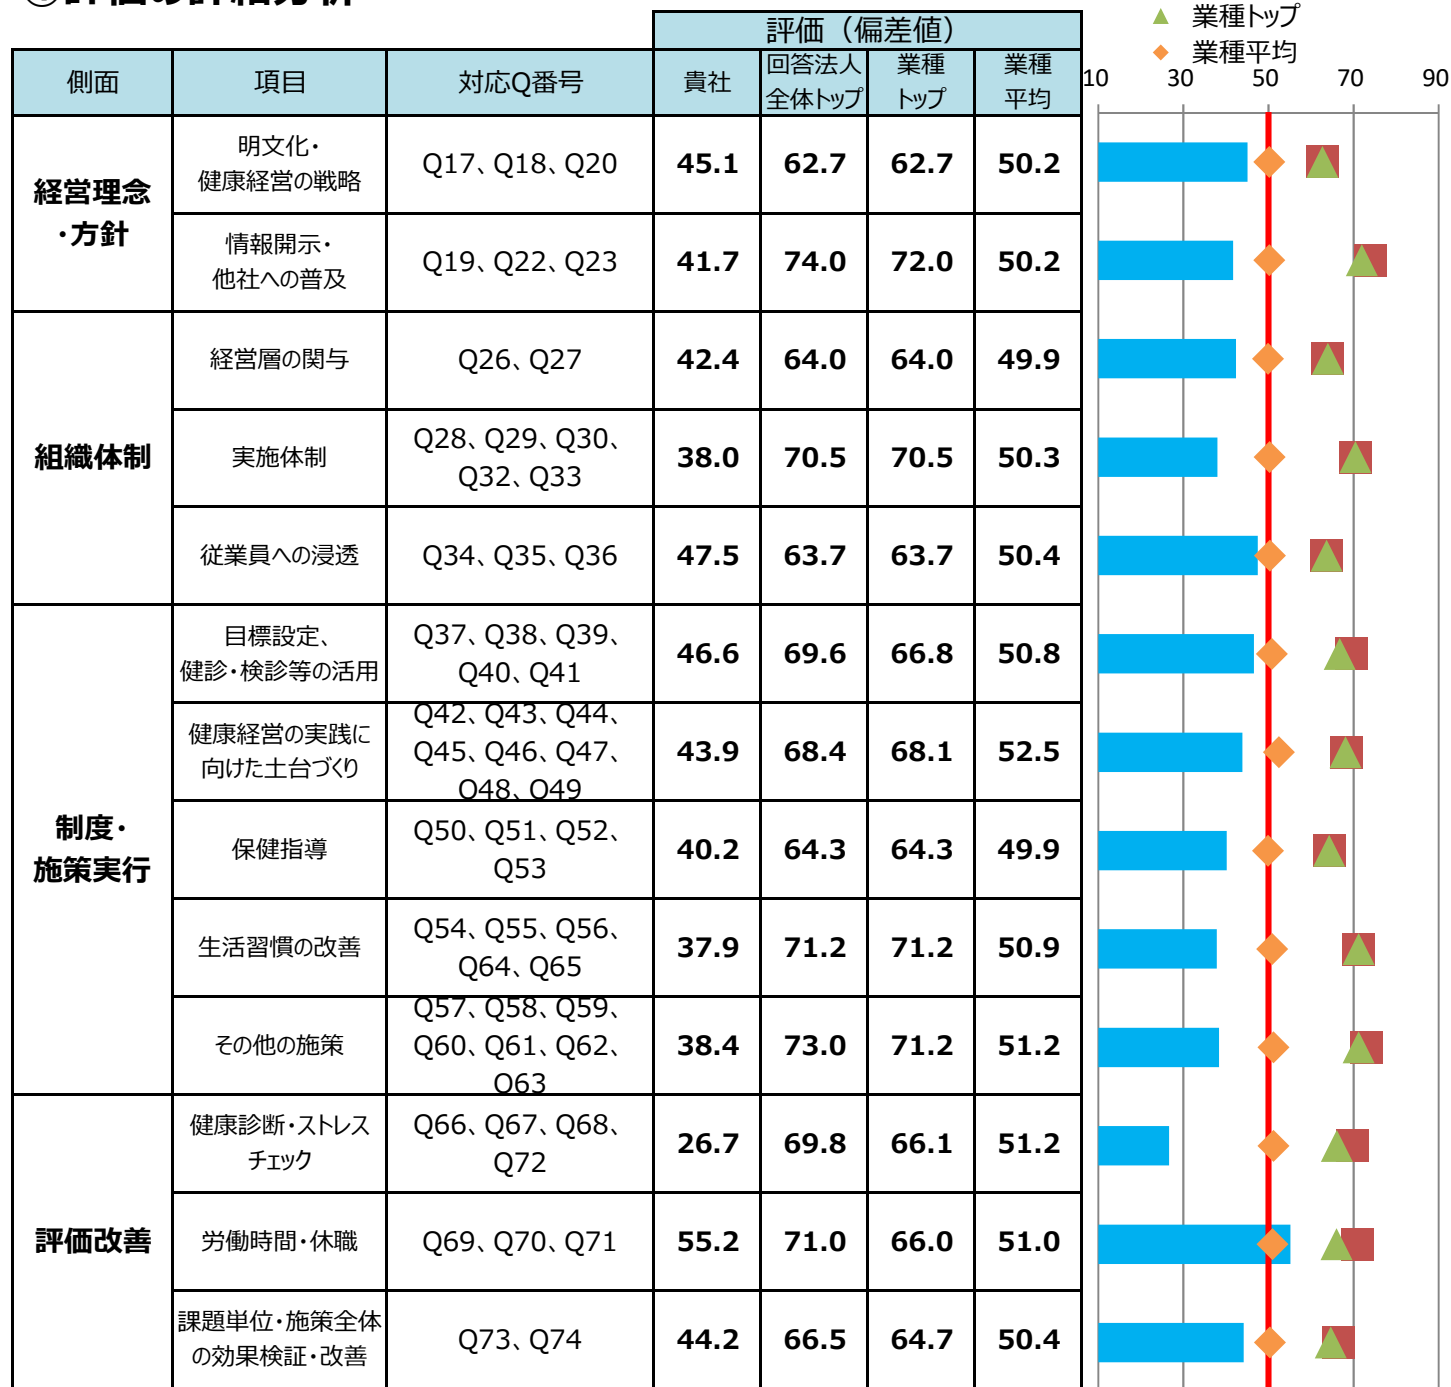 ③評価の詳細分析
▲ 業種トップ
◆ 業種平均
評価（偏差値）
側面 項目 対応Q番号 貴社 回答法人全体トップ 業種トップ 業種平均
10 30 50 70 90
経営理念・方針
明文化・健康経営の戦略 Q17、Q18、Q20 45.1 62.7 62.7 50.2
情報開示・他社への普及 Q19、Q22、Q23 41.7 74.0 72.0 50.2
組織体制
経営層の関与 Q26、Q27 42.4 64.0 64.0 49.9
実施体制 Q28、Q29、Q30、Q32、Q33 38.0 70.5 70.5 50.3
従業員への浸透 Q34、Q35、Q36 47.5 63.7 63.7 50.4
制度・施策実行
目標設定、健診・検診等の活用 Q37、Q38、Q39、Q40、Q41 46.6 69.6 66.8 50.8
健康経営の実践に向けた土台づくり Q42、Q43、Q44、Q45、Q46、Q47、Q48、Q49 43.9 68.4 68.1 52.5
保健指導 Q50、Q51、Q52、Q53 40.2 64.3 64.3 49.9
生活習慣の改善 Q54、Q55、Q56、Q64、Q65 37.9 71.2 71.2 50.9
その他の施策 Q57、Q58、Q59、Q60、Q61、Q62、Q63 38.4 73.0 71.2 51.2
評価改善
健康診断・ストレスチェック Q66、Q67、Q68、Q72 26.7 69.8 66.1 51.2
労働時間・休職 Q69、Q70、Q71 55.2 71.0 66.0 51.0
課題単位・施策全体の効果検証・改善 Q73、Q74 44.2 66.5 64.7 50.4